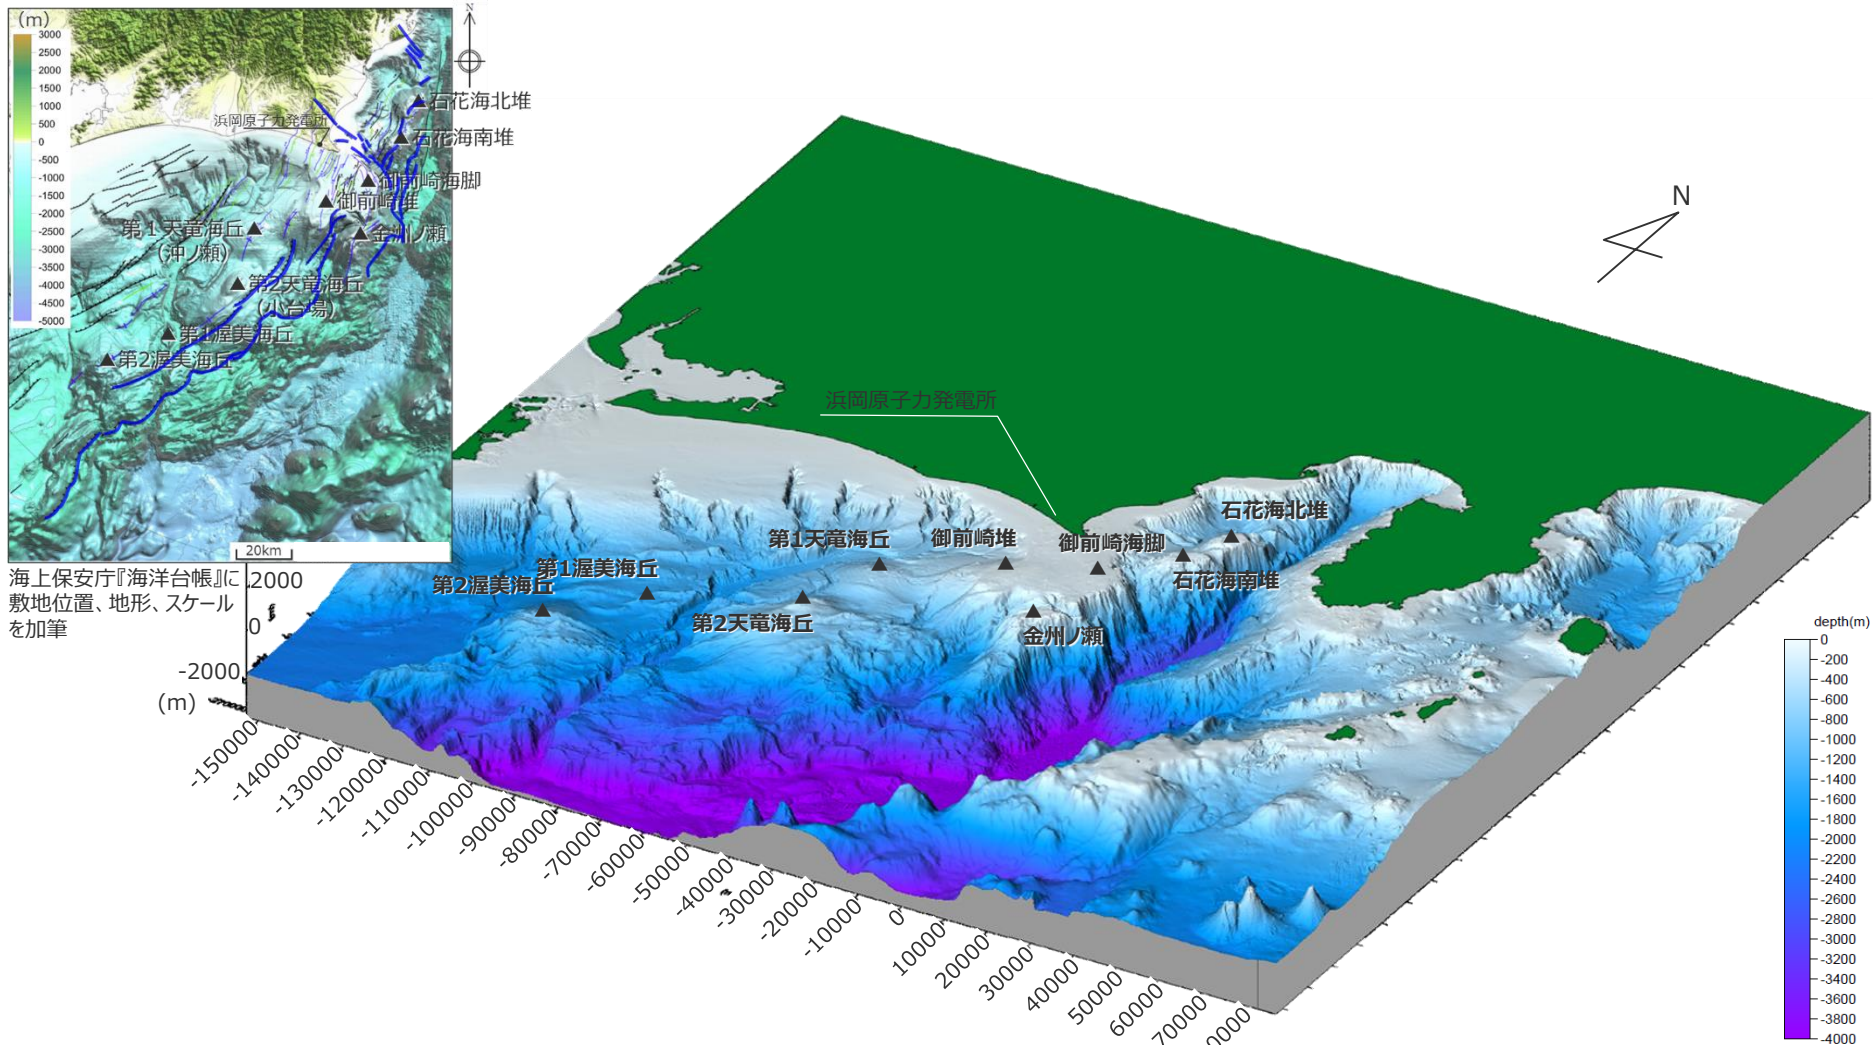 (m)
3000
2500
2000
1500
1000
500
0
-500
-1000
-1500
-2000
-2500
-3000
-3500
-4000
-4500
-5000
N
石花海北堆
浜岡原子力発電所
石花海南堆
御前崎海脚
御前崎堆
第１天竜海丘
(沖ノ瀬)
金州ノ瀬
第2天竜海丘
(小台場)
第1渥美海丘
第2渥美海丘
20km
海上保安庁『海洋台帳』に
敷地位置、地形、スケール
を加筆
N
浜岡原子力発電所
石花海北堆
第1天竜海丘
御前崎堆
御前崎海脚
第1渥美海丘
石花海南堆
第2渥美海丘
第2天竜海丘
金州ノ瀬
2000
0
-2000
(m)
-150000
-140000
-130000
-120000
-110000
-100000
-90000
-80000
-70000
-60000
-50000
-40000
-30000
-20000
-10000
0
10000
20000
30000
40000
50000
60000
70000
depth(m)
0
-200
-400
-600
-800
-1000
-1200
-1400
-1600
-1800
-2000
-2200
-2400
-2600
-2800
-3000
-3200
-3400
-3600
-3800
-4000